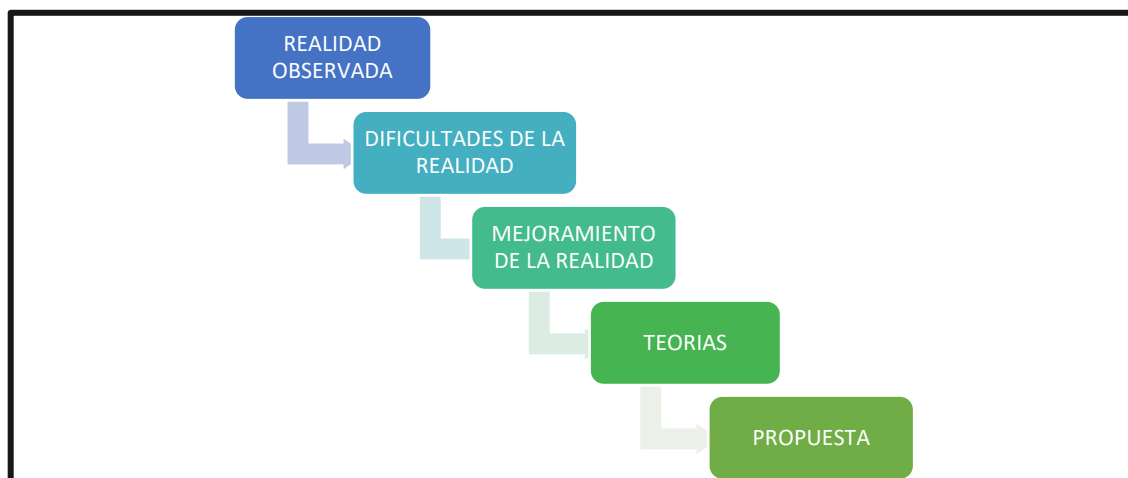 REALIDAD
OBSERVADA
DIFICULTADES DE LA
REALIDAD
MEJORAMIENTO
DE LA REALIDAD
TEORIAS
PROPUESTA